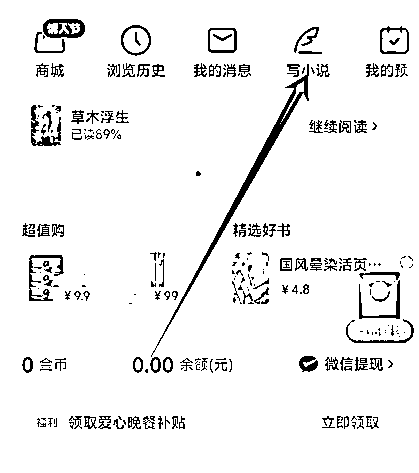 情人节
商城 浏览历史 我的消息 写小说 我的预
草木浮生
已读69%
继续阅读 >
超值购 精选好书
国风晕染活页…
¥9.9 ¥99 ¥4.8
0 金币 0.00 余额(元) 微信提现 >
福利 领取爱心晚餐补贴 立即领取